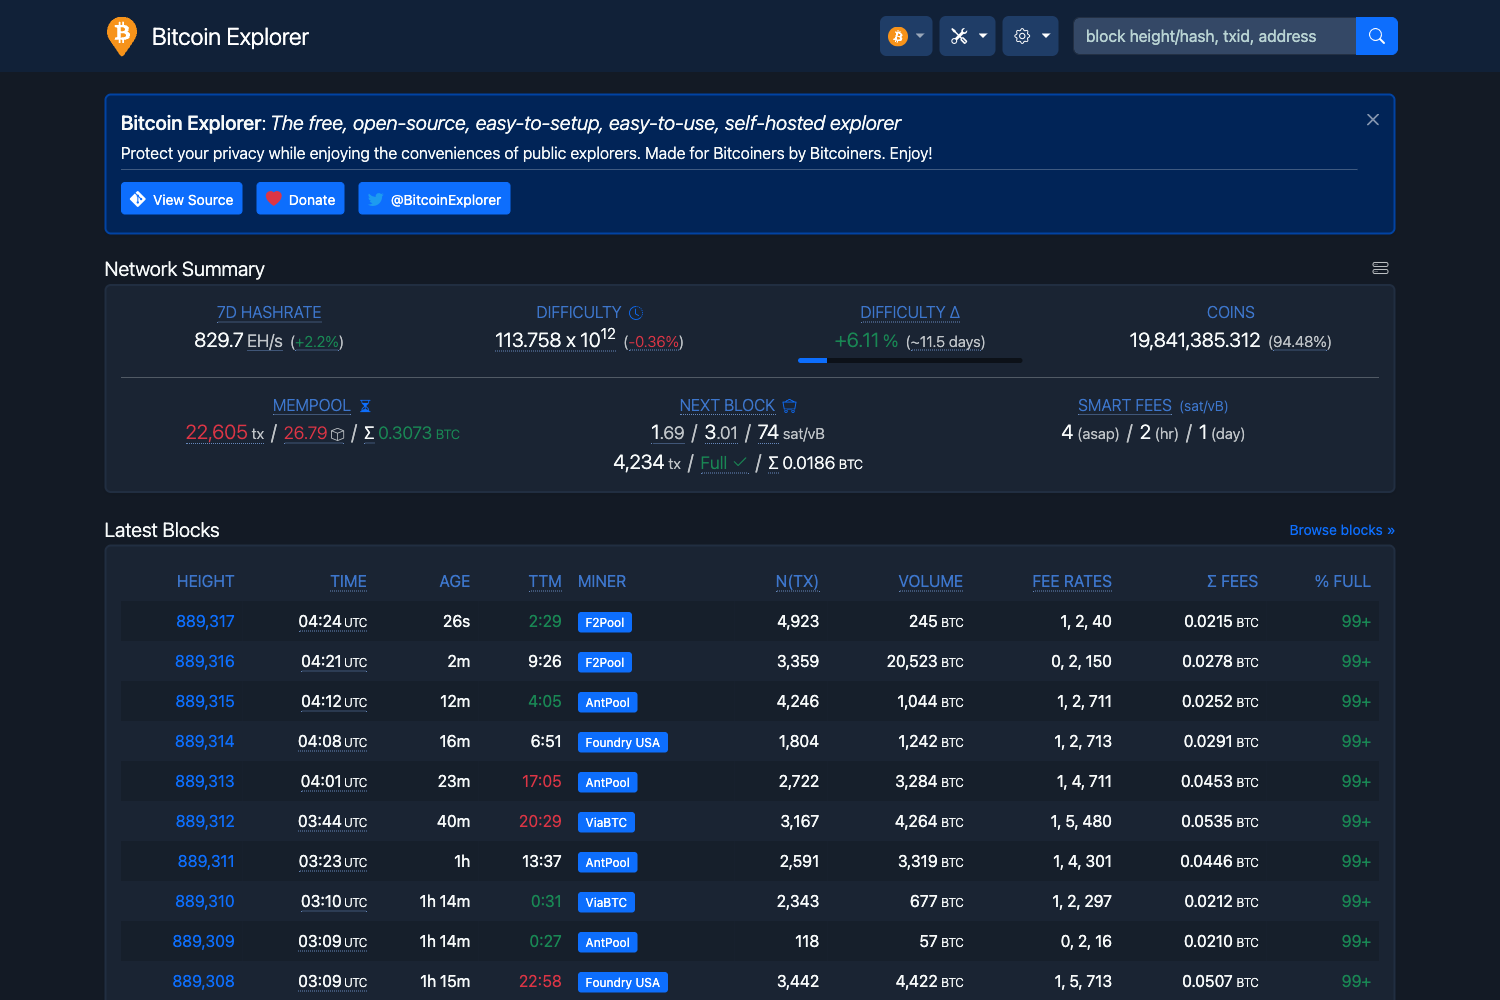 Bitcoin Explorer
block height/hash, txid, address
Bitcoin Explorer: The free, open-source, easy-to-setup, easy-to-use, self-hosted explorer
Protect your privacy while enjoying the conveniences of public explorers. Made for Bitcoiners by Bitcoiners. Enjoy!
View Source Donate @BitcoinExplorer
Network Summary
7D HASHRATE DIFFICULTY DIFFICULTY Δ COINS
829.7 EH/s (+2.2%) 113.758 x 10¹² (-0.36%) +6.11 % (~11.5 days) 19,841,385.312 (94.48%)
MEMPOOL NEXT BLOCK SMART FEES (sat/vB)
22,605 tx / 26.79 / Σ 0.3073 BTC 1.69 / 3.01 / 74 sat/vB 4 (asap) / 2 (hr) / 1 (day)
4,234 tx / Full ✓ / Σ 0.0186 BTC
Latest Blocks Browse blocks »
HEIGHT TIME AGE TTM MINER N(TX) VOLUME FEE RATES Σ FEES % FULL
889,317 04:24 UTC 26s 2:29 F2Pool 4,923 245 BTC 1, 2, 40 0.0215 BTC 99+
889,316 04:21 UTC 2m 9:26 F2Pool 3,359 20,523 BTC 0, 2, 150 0.0278 BTC 99+
889,315 04:12 UTC 12m 4:05 AntPool 4,246 1,044 BTC 1, 2, 711 0.0252 BTC 99+
889,314 04:08 UTC 16m 6:51 Foundry USA 1,804 1,242 BTC 1, 2, 713 0.0291 BTC 99+
889,313 04:01 UTC 23m 17:05 AntPool 2,722 3,284 BTC 1, 4, 711 0.0453 BTC 99+
889,312 03:44 UTC 40m 20:29 ViaBTC 3,167 4,264 BTC 1, 5, 480 0.0535 BTC 99+
889,311 03:23 UTC 1h 13:37 AntPool 2,591 3,319 BTC 1, 4, 301 0.0446 BTC 99+
889,310 03:10 UTC 1h 14m 0:31 ViaBTC 2,343 677 BTC 1, 2, 297 0.0212 BTC 99+
889,309 03:09 UTC 1h 14m 0:27 AntPool 118 57 BTC 0, 2, 16 0.0210 BTC 99+
889,308 03:09 UTC 1h 15m 22:58 Foundry USA 3,442 4,422 BTC 1, 5, 713 0.0507 BTC 99+